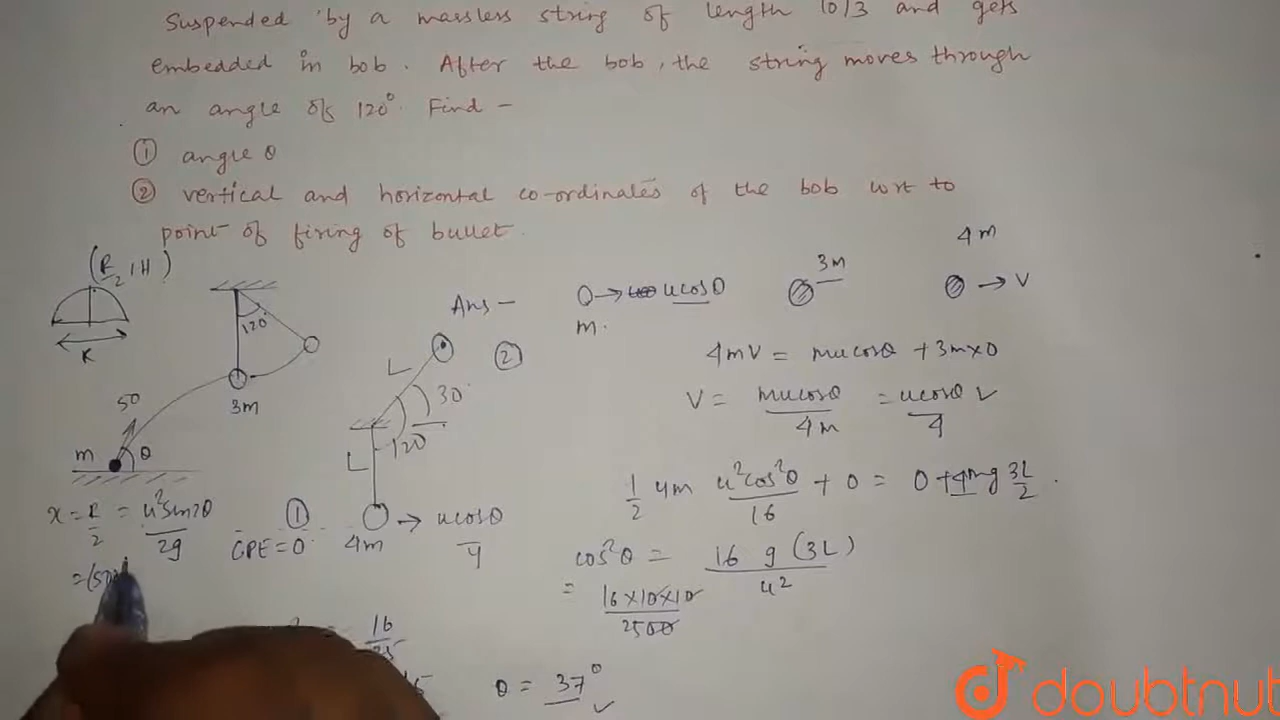 Suspended by a massless string of length 10/3 and gets
embedded in bob. After the bob, the string moves through
an angle of 120°. Find –
① angle θ
② vertical and horizontal co-ordinates of the bob wrt to
point of firing of bullet.
(R/2, H)
R
120°
3m
50
m θ
Ans –
L
②
30°
120
L
①
GPE = 0
4m → ucosθ/4
m → ucosθ
3m
4m
→ V
4mV = mucosθ + 3m×0
V = mucosθ/4m = ucosθ/4
1/2 4m u²cos²θ/16 + 0 = 0 + 4mg 3L/2
cos²θ = 16 g (3L)/u²
= 16×10×10/2500
x = R/2 = u²sin2θ/2g
= (50)
= 16/25
θ = 37°
doubtnut